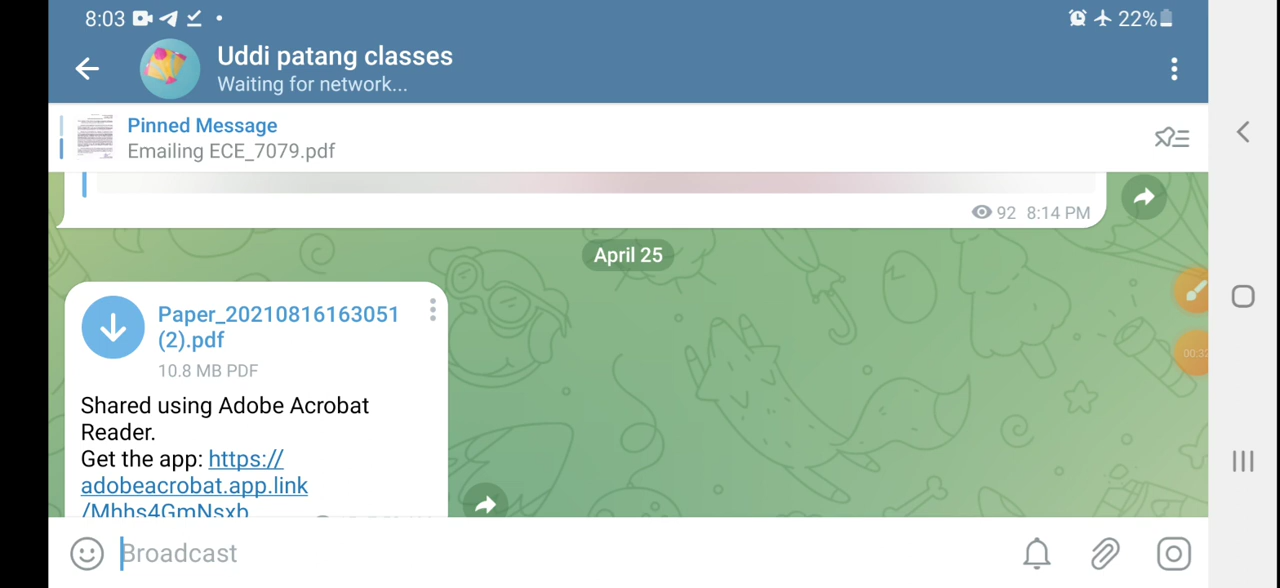 8:03
22%
Uddi patang classes
Waiting for network...
Pinned Message
Emailing ECE_7079.pdf
92 8:14 PM
April 25
Paper_20210816163051
(2).pdf
10.8 MB PDF
Shared using Adobe Acrobat
Reader.
Get the app: https://
adobeacrobat.app.link
/Mhhs4GmNsxb
Broadcast